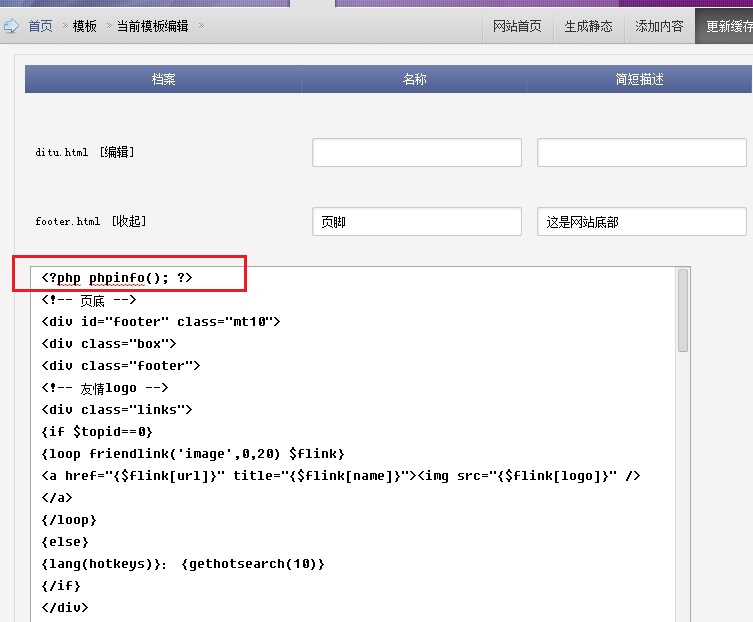 首页 > 模板 > 当前模板编辑 > 网站首页 生成静态 添加内容 更新缓存
档案 名称 简短描述
ditu.html [编辑]
footer.html [收起] 页脚 这是网站底部
<?php phpinfo(); ?>
<!-- 页底 -->
<div id="footer" class="mt10">
<div class="box">
<div class="footer">
<!-- 友情logo -->
<div class="links">
{if $topid==0}
{loop friendlink('image',0,20) $flink}
<a href="{$flink[url]}" title="{$flink[name]}"><img src="{$flink[logo]}" />
</a>
{/loop}
{else}
{lang(hotkeys)}: {gethotsearch(10)}
{/if}
</div>